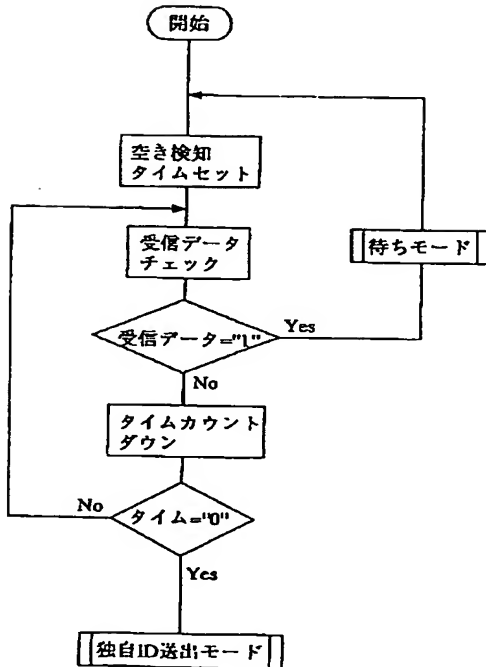 開始
空き検知
タイムセット
受信データ
チェック
待ちモード
受信データ="1"
Yes
No
タイムカウント
ダウン
No
タイム="0"
Yes
独自ID送出モード